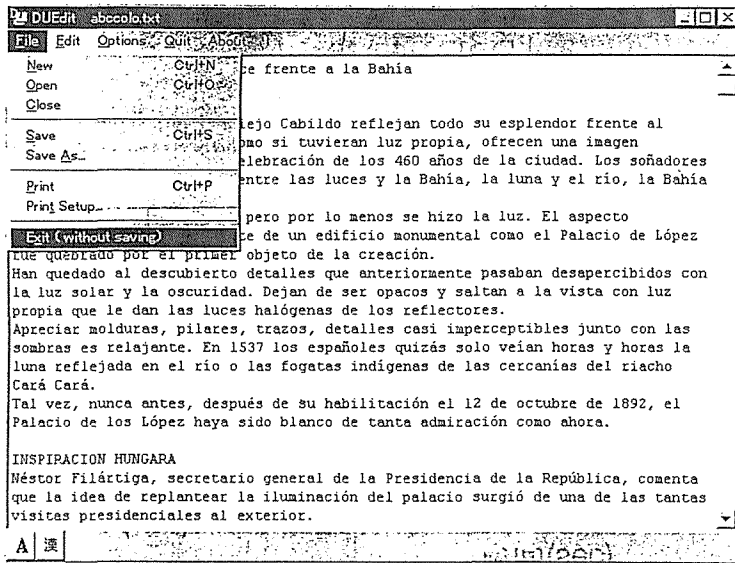 DUEdit abccolo.txt
File Edit Options Quit About
New Ctrl+N
Open Ctrl+O
Close
Save Ctrl+S
Save As...
Print Ctrl+P
Print Setup...
Exit (without saving)
te frente a la Bahía
iejo Cabildo reflejan todo su esplendor frente al
omo si tuvieran luz propia, ofrecen una imagen
elebración de los 460 años de la ciudad. Los soñadores
entre las luces y la Bahía, la luna y el río, la Bahía
pero por lo menos se hizo la luz. El aspecto
te de un edificio monumental como el Palacio de López
fue quebrado por el primer objeto de la creación.
Han quedado al descubierto detalles que anteriormente pasaban desapercibidos con
la luz solar y la oscuridad. Dejan de ser opacos y saltan a la vista con luz
propia que le dan las luces halógenas de los reflectores.
Apreciar molduras, pilares, trazos, detalles casi imperceptibles junto con las
sombras es relajante. En 1537 los españoles quizás solo veían horas y horas la
luna reflejada en el río o las fogatas indígenas de las cercanías del riacho
Cará Cará.
Tal vez, nunca antes, después de su habilitación el 12 de octubre de 1892, el
Palacio de los López haya sido blanco de tanta admiración como ahora.
INSPIRACION HUNGARA
Néstor Filártiga, secretario general de la Presidencia de la República, comenta
que la idea de replantear la iluminación del palacio surgió de una de las tantas
visitas presidenciales al exterior.
A 漢